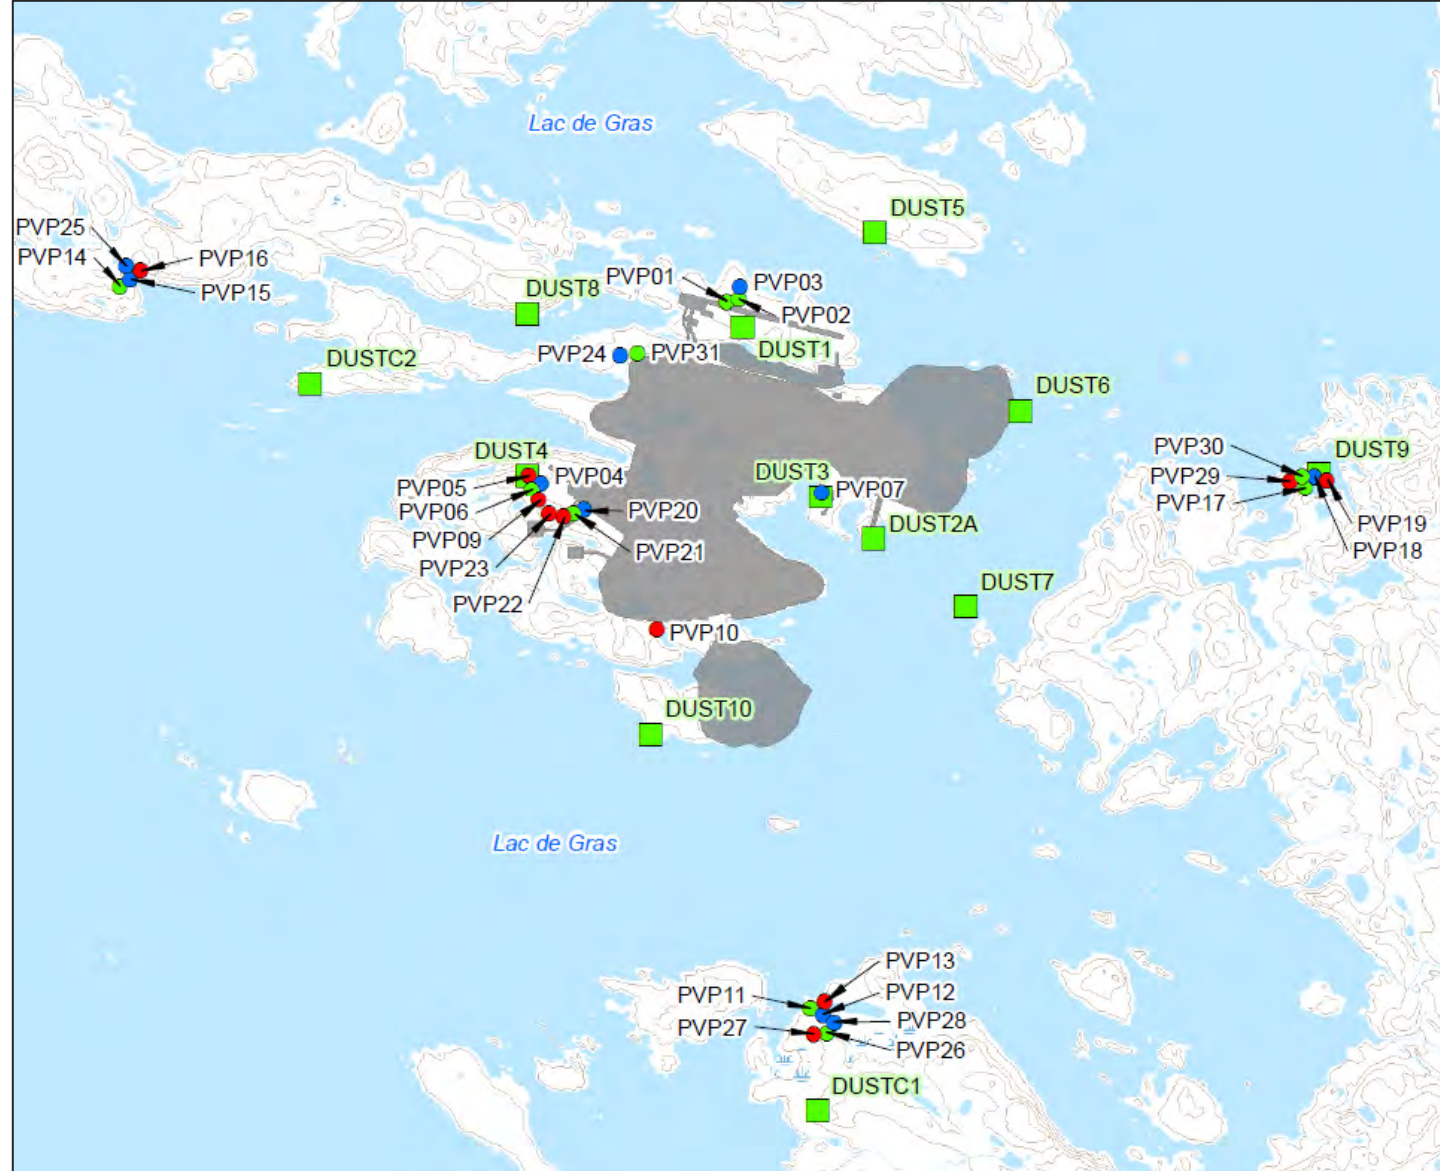 Lac de Gras
DUST5
PVP25
PVP14
PVP16
PVP15
PVP01
PVP03
PVP02
DUST8
DUST1
PVP24
PVP31
DUSTC2
DUST6
DUST4
PVP04
PVP05
PVP06
PVP09
PVP23
PVP22
PVP20
PVP21
DUST3
PVP07
DUST2A
PVP30
PVP29
PVP17
DUST9
PVP19
PVP18
DUST7
PVP10
DUST10
Lac de Gras
PVP13
PVP11
PVP12
PVP27
PVP28
PVP26
DUSTC1